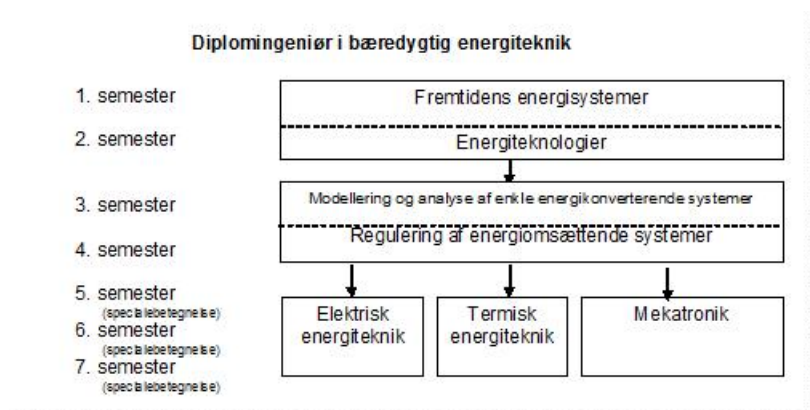 Diplomingeniør i bæredygtig energiteknik
1. semester
Fremtidens energisystemer
2. semester
Energiteknologier
3. semester
Modellering og analyse af enkle energikonverterende systemer
4. semester
Regulering af energiomsættende systemer
5. semester
(specialebetegnelse)
6. semester
(specialebetegnelse)
7. semester
(specialebetegnelse)
Elektrisk
energiteknik
Termisk
energiteknik
Mekatronik